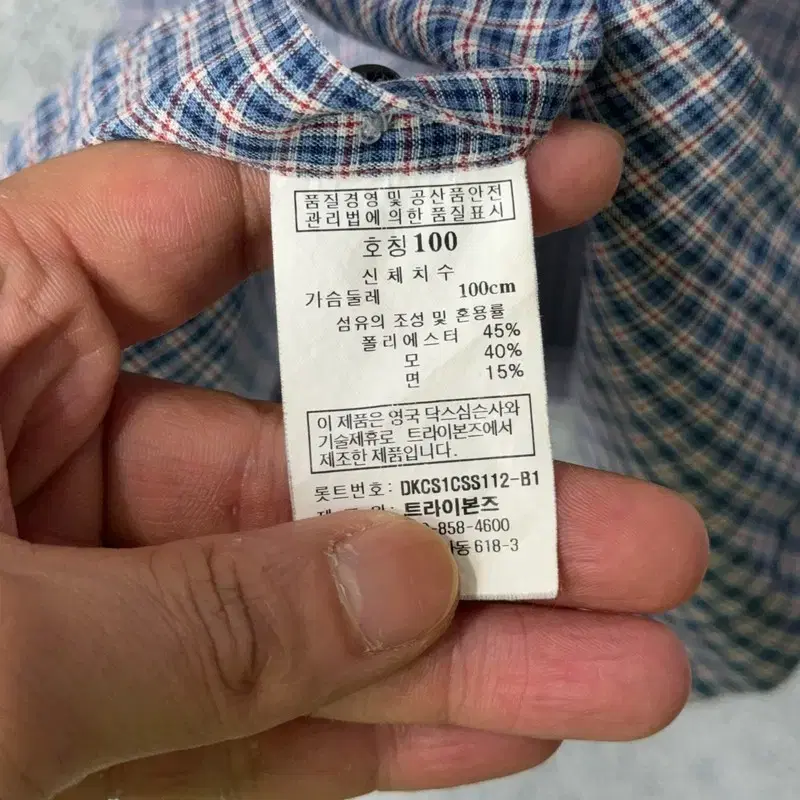 품질경영 및 공산품안전
관리법에의한 품질표시
호칭100
신체치수
가슴둘레 100cm
섬유의 조성 및 혼용률
폴리에스터 45%
모 40%
면 15%
이 제품은 영국 닥스심슨사와
기술제휴로 트라이본즈에서
제조한 제품입니다.
롯트번호: DKCS1CSS112-B1
트라이본즈
-858-4600
동 618-3